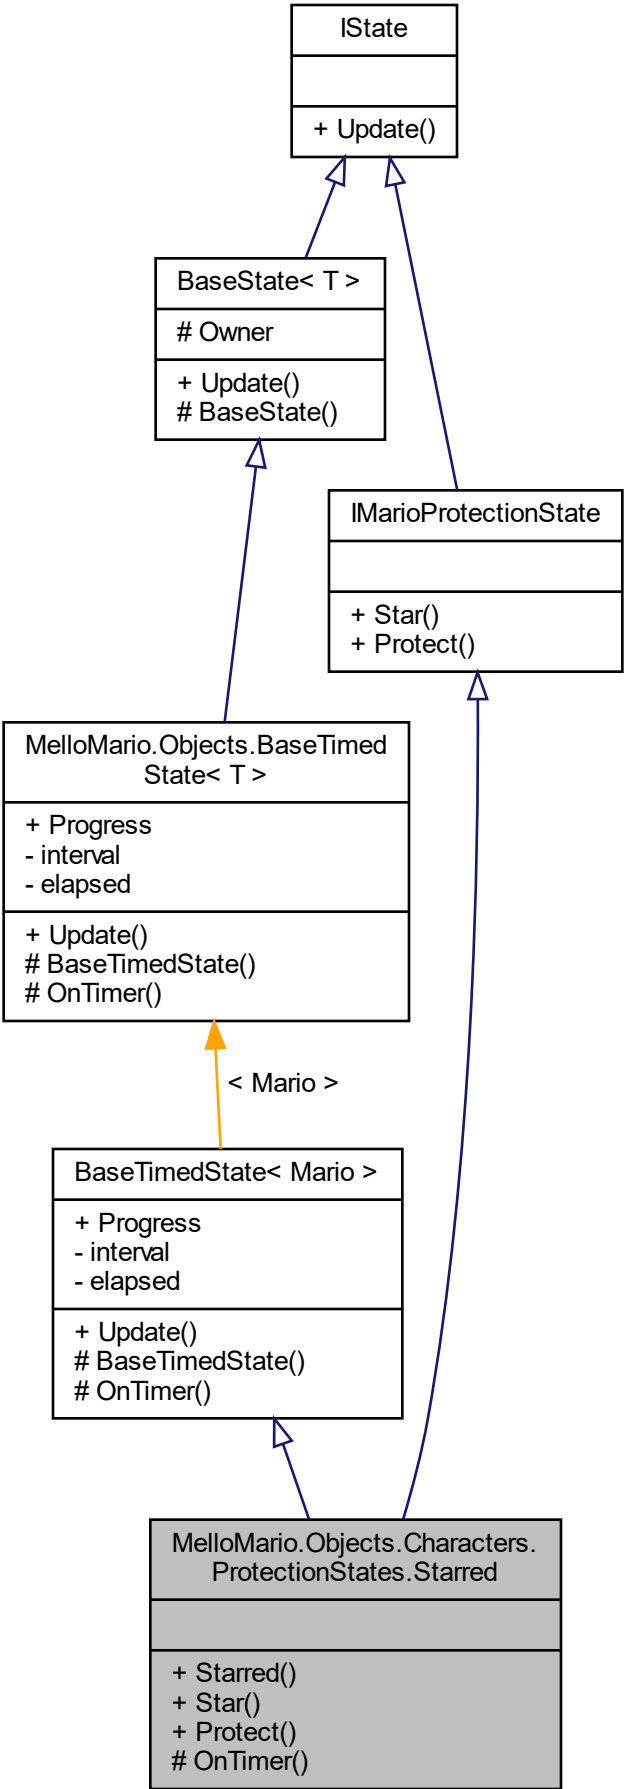 IState
+ Update()
BaseState< T >
# Owner
+ Update()
# BaseState()
IMarioProtectionState
+ Star()
+ Protect()
MelloMario.Objects.BaseTimed
State< T >
+ Progress
- interval
- elapsed
+ Update()
# BaseTimedState()
# OnTimer()
< Mario >
BaseTimedState< Mario >
+ Progress
- interval
- elapsed
+ Update()
# BaseTimedState()
# OnTimer()
MelloMario.Objects.Characters.
ProtectionStates.Starred
+ Starred()
+ Star()
+ Protect()
# OnTimer()